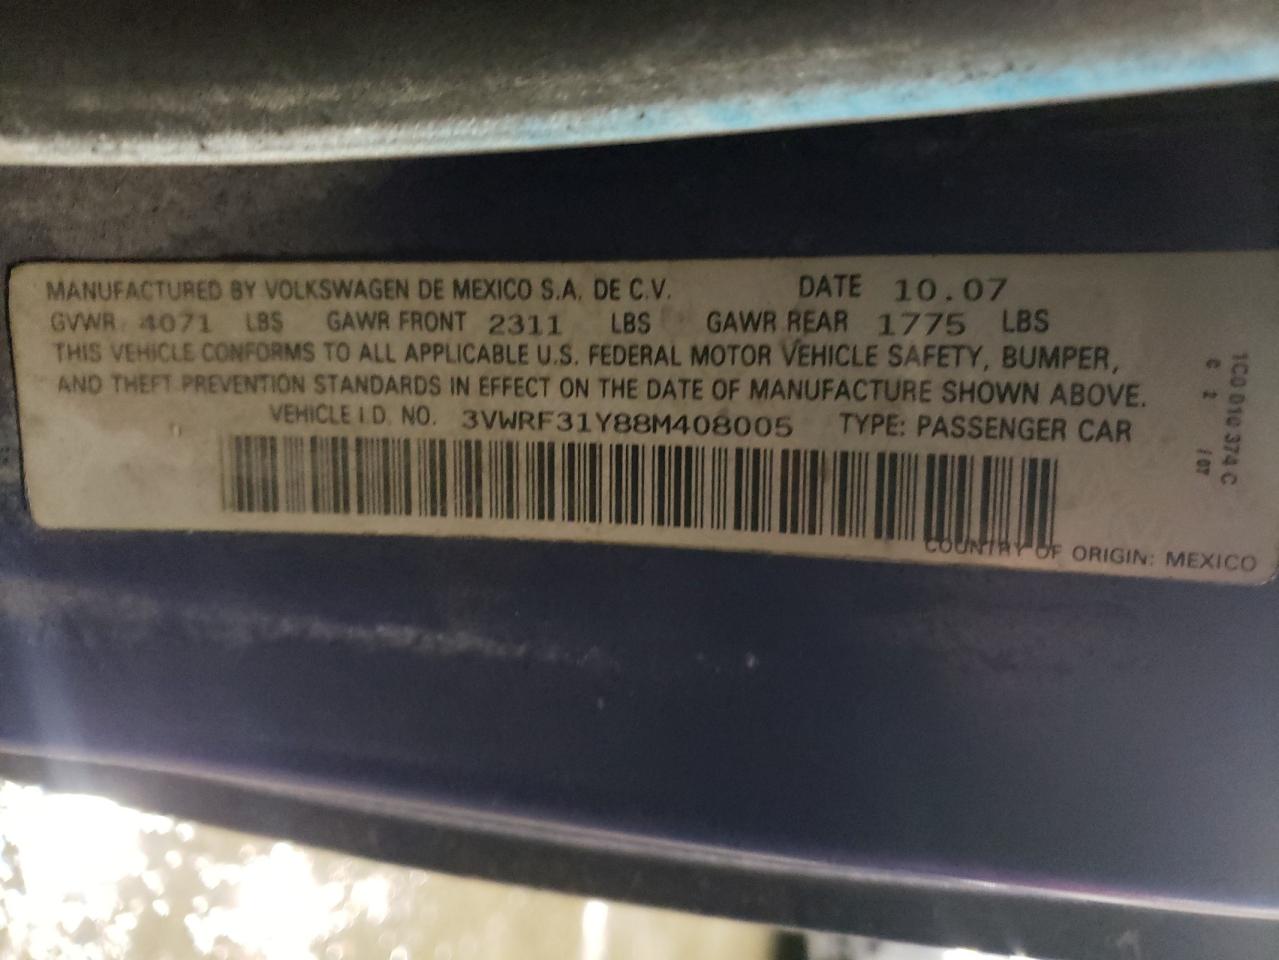 MANUFACTURED BY VOLKSWAGEN DE MEXICO S.A. DE C.V. DATE 10.07
GVWR 4071 LBS GAWR FRONT 2311 LBS GAWR REAR 1775 LBS
THIS VEHICLE CONFORMS TO ALL APPLICABLE U.S. FEDERAL MOTOR VEHICLE SAFETY, BUMPER,
AND THEFT PREVENTION STANDARDS IN EFFECT ON THE DATE OF MANUFACTURE SHOWN ABOVE.
VEHICLE I.D. NO. 3VWRF31Y88M408005 TYPE: PASSENGER CAR
COUNTRY OF ORIGIN: MEXICO
1C0 010 374 C